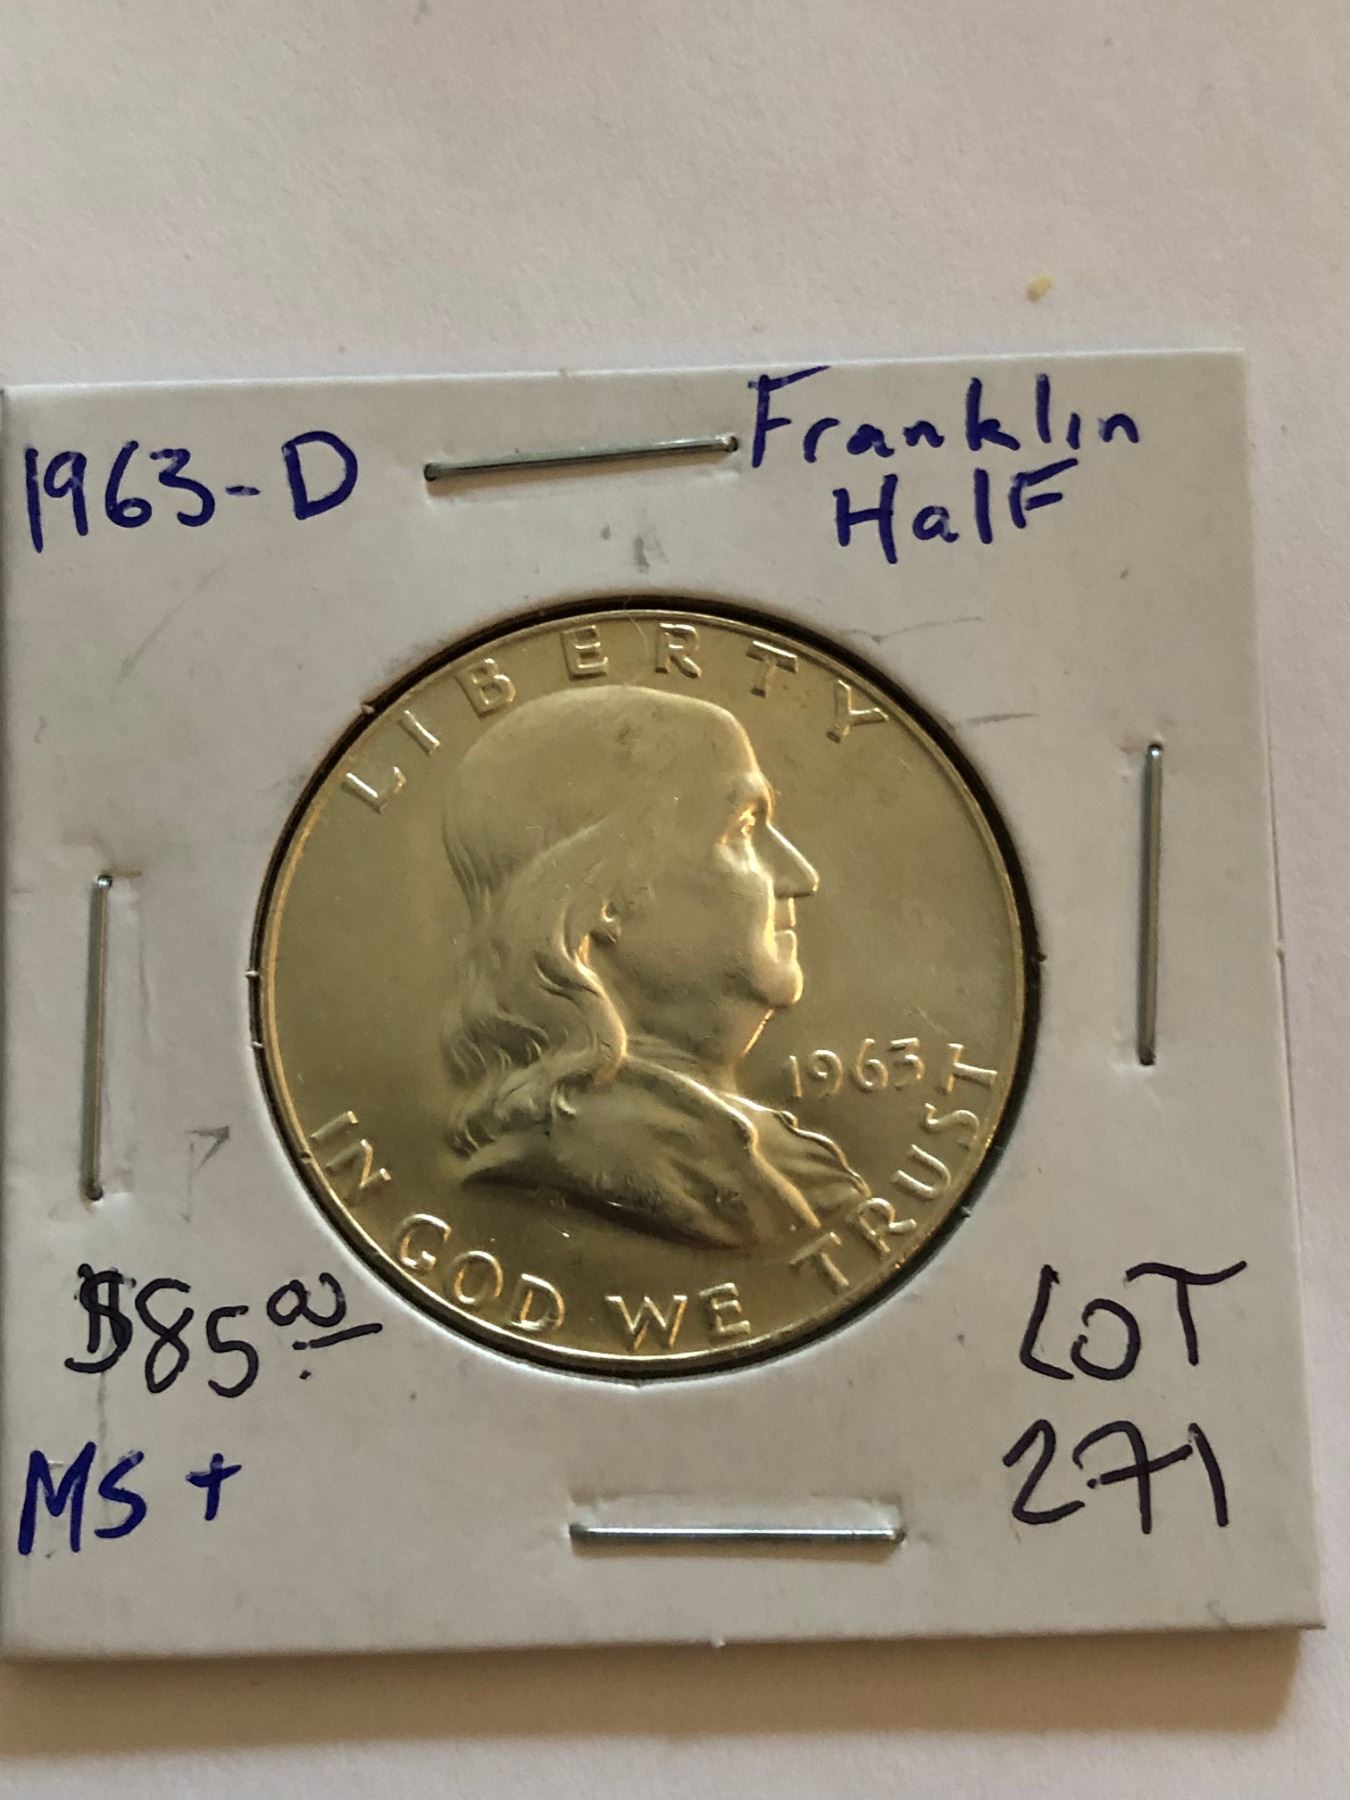 1963-D
Franklin
Half
LIBERTY
1963
IN GOD WE TRUST
$85.00
LOT
271
MS +